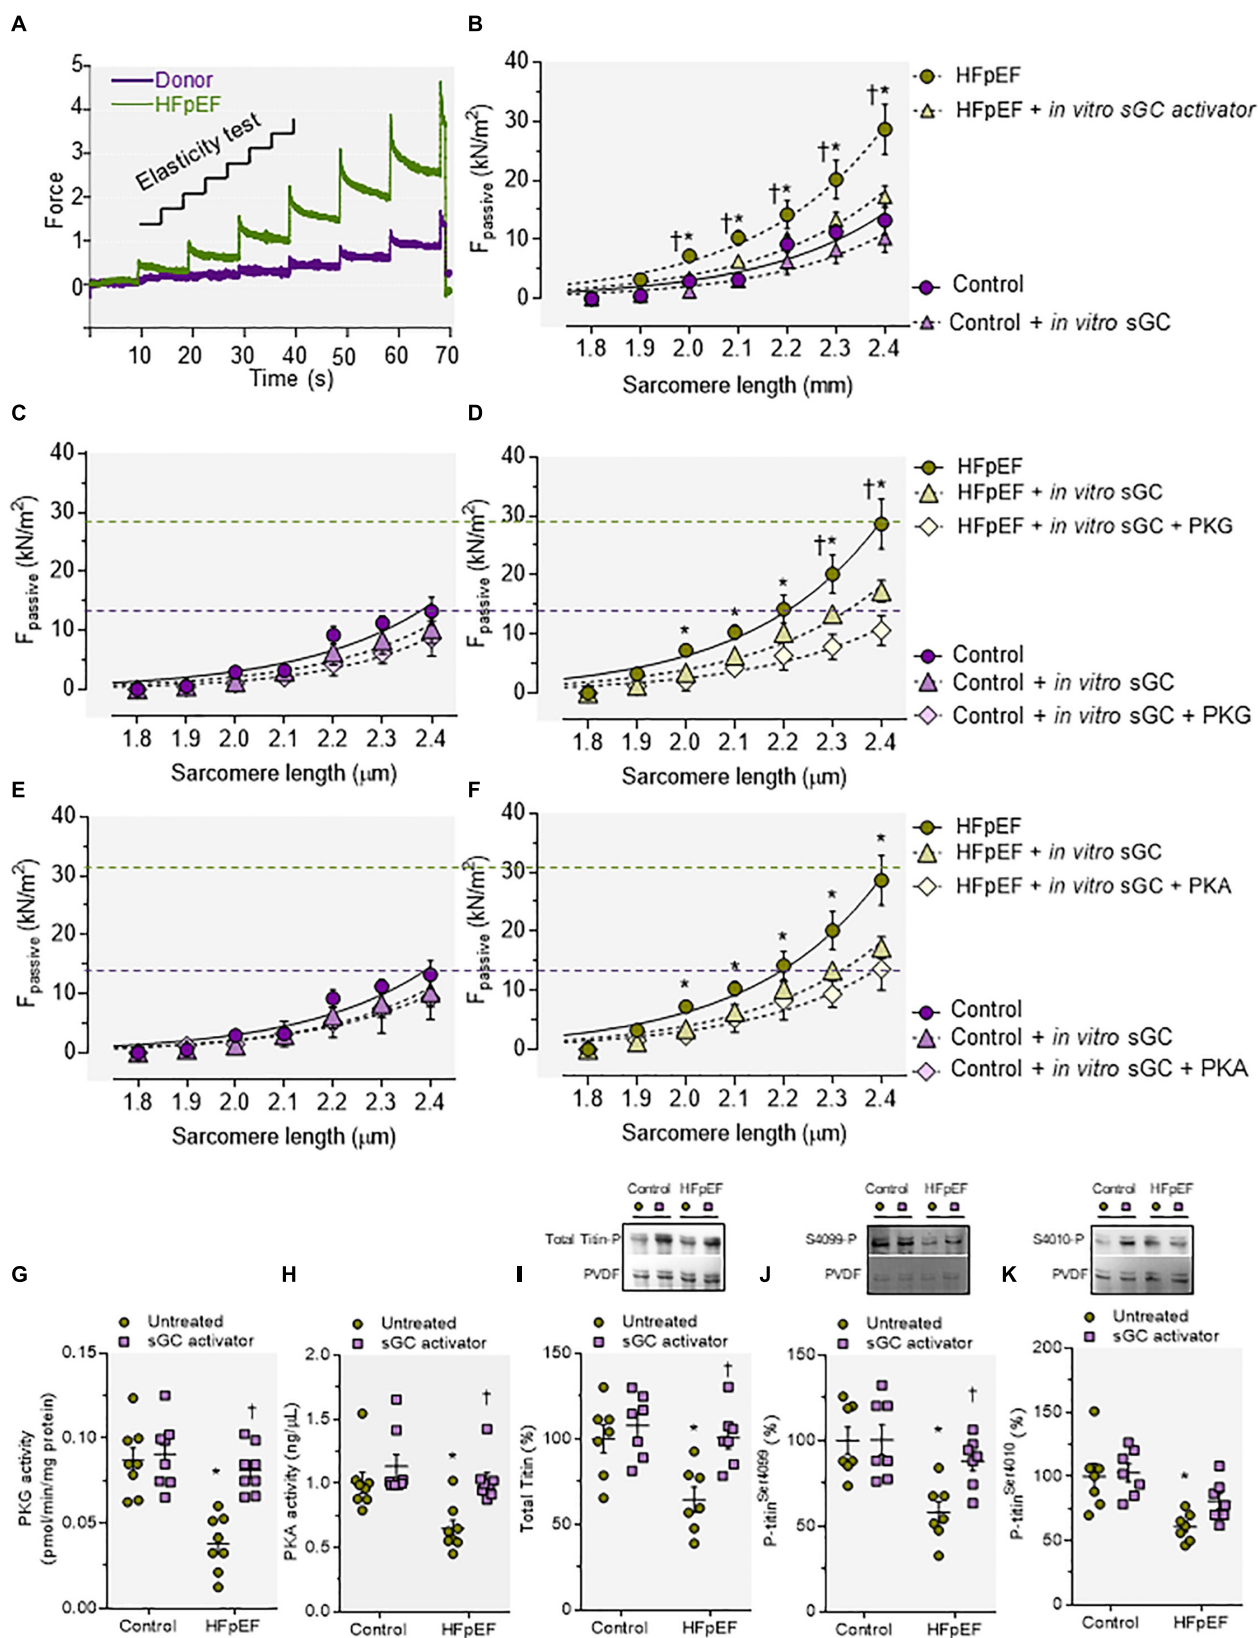 A
Force
5
4
3
2
1
0
Donor
HFpEF
Elasticity test
10 20 30 40 50 60 70
Time (s)
B
Fpassive (kN/m2)
40
30
20
10
0
†*
†*
†*
†*
†*
1.8 1.9 2.0 2.1 2.2 2.3 2.4
Sarcomere length (mm)
HFpEF
HFpEF + in vitro sGC activator
Control
Control + in vitro sGC
C
Fpassive (kN/m2)
40
30
20
10
0
1.8 1.9 2.0 2.1 2.2 2.3 2.4
Sarcomere length (μm)
D
Fpassive (kN/m2)
40
30
20
10
0
* * * †* †*
1.8 1.9 2.0 2.1 2.2 2.3 2.4
Sarcomere length (μm)
HFpEF
HFpEF + in vitro sGC
HFpEF + in vitro sGC + PKG
Control
Control + in vitro sGC
Control + in vitro sGC + PKG
E
Fpassive (kN/m2)
40
30
20
10
0
1.8 1.9 2.0 2.1 2.2 2.3 2.4
Sarcomere length (μm)
F
Fpassive (kN/m2)
40
30
20
10
0
* * * * *
1.8 1.9 2.0 2.1 2.2 2.3 2.4
Sarcomere length (μm)
HFpEF
HFpEF + in vitro sGC
HFpEF + in vitro sGC + PKA
Control
Control + in vitro sGC
Control + in vitro sGC + PKA
G
Untreated
sGC activator
PKG activity
(pmol/min/mg protein)
0.15
0.10
0.05
0.00
*
†
Control HFpEF
H
Untreated
sGC activator
PKA activity (ng/μL)
2.0
1.5
1.0
0.5
0.0
*
†
Control HFpEF
I
Control HFpEF
Total Titin-P
PVDF
Untreated
sGC activator
Total Titin (%)
150
100
50
0
*
†
Control HFpEF
J
Control HFpEF
S4099-P
PVDF
Untreated
sGC activator
P-titinSer4099 (%)
150
100
50
0
*
†
Control HFpEF
K
Control HFpEF
S4010-P
PVDF
Untreated
sGC activator
P-titinSer4010 (%)
200
150
100
50
0
*
Control HFpEF